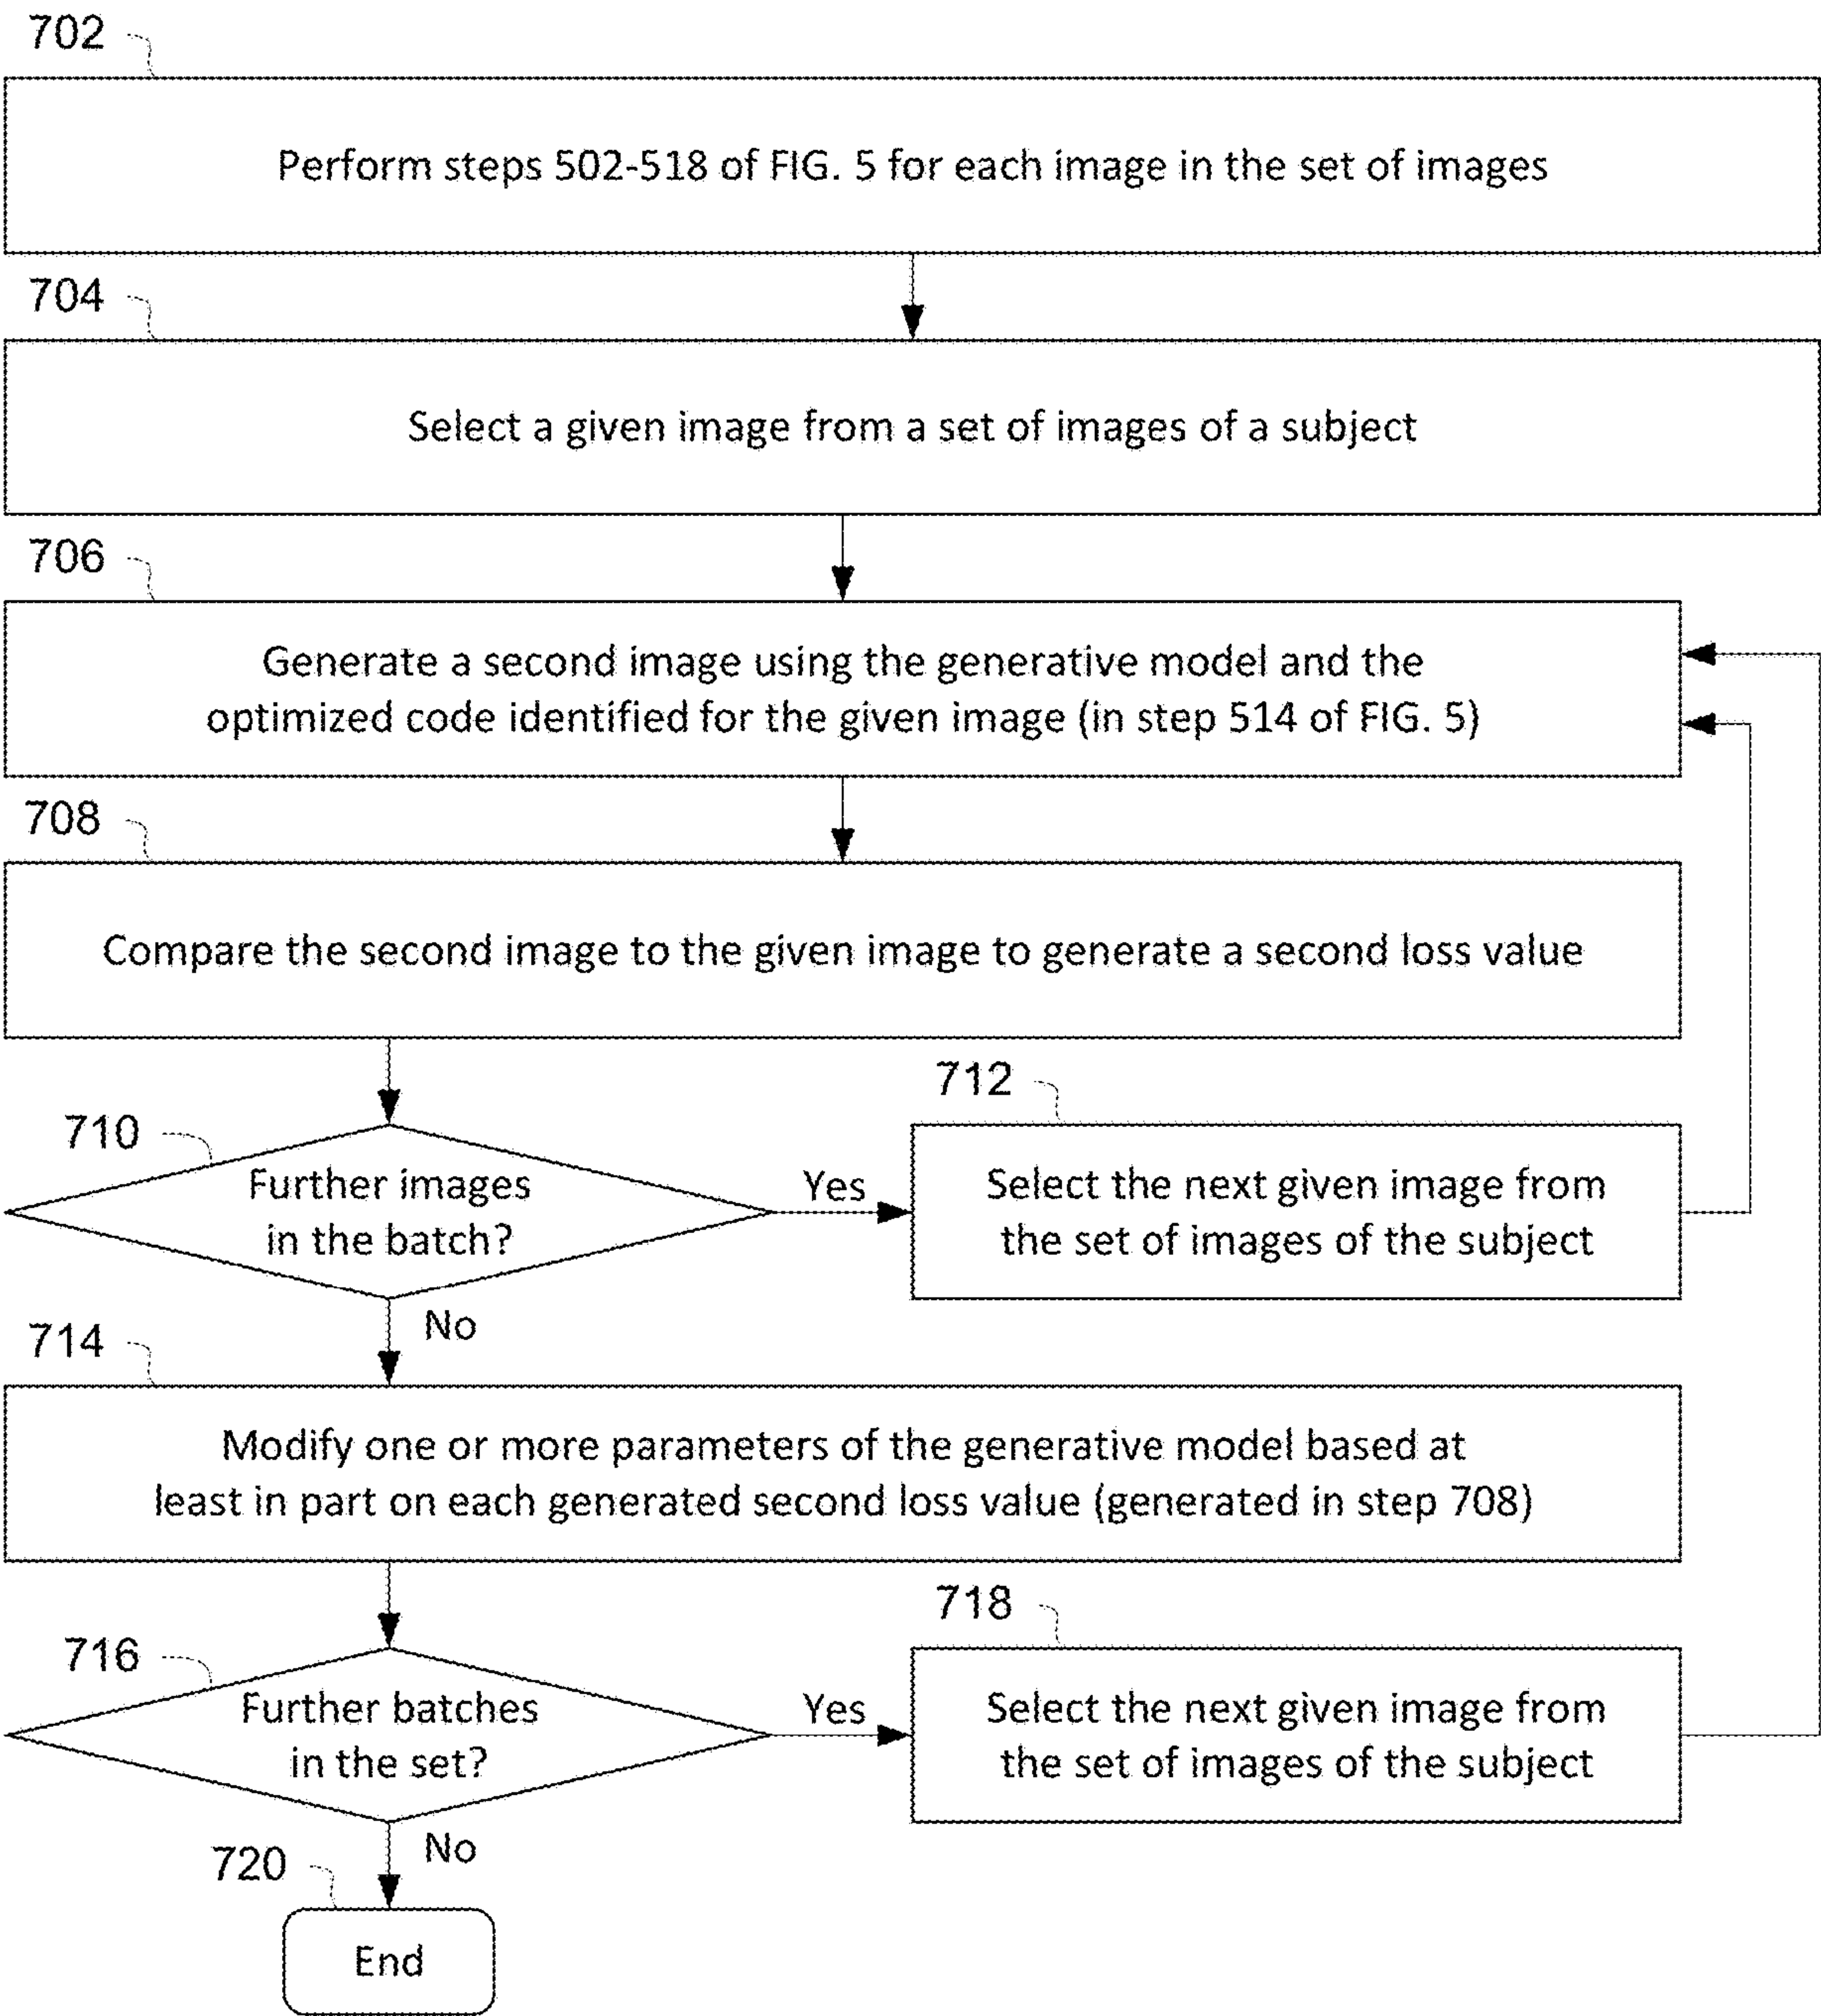 702
Perform steps 502-518 of FIG. 5 for each image in the set of images
704
Select a given image from a set of images of a subject
706
Generate a second image using the generative model and the
optimized code identified for the given image (in step 514 of FIG. 5)
708
Compare the second image to the given image to generate a second loss value
710
Further images
in the batch?
Yes
712
Select the next given image from
the set of images of the subject
No
714
Modify one or more parameters of the generative model based at
least in part on each generated second loss value (generated in step 708)
716
Further batches
in the set?
Yes
718
Select the next given image from
the set of images of the subject
No
720
End